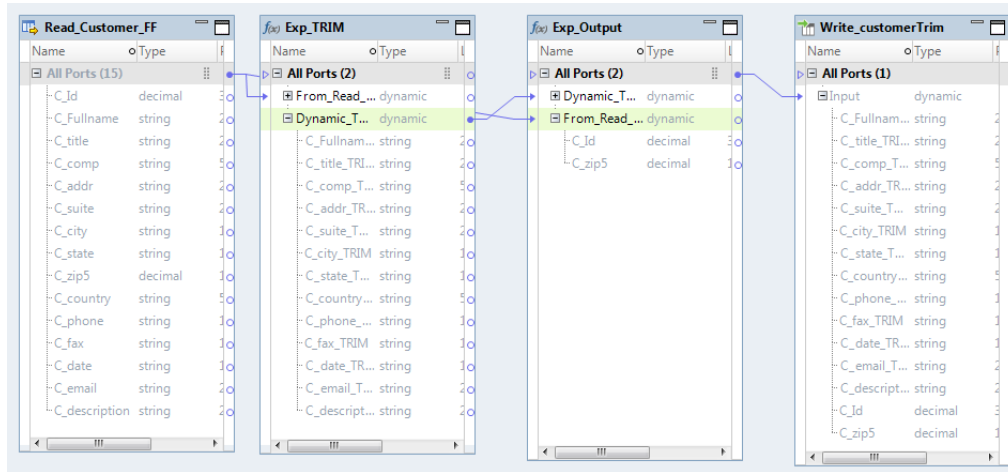 Read_Customer_FF
Name Type
All Ports (15)
C_Id decimal
C_Fullname string
C_title string
C_comp string
C_addr string
C_suite string
C_city string
C_state string
C_zip5 decimal
C_country string
C_phone string
C_fax string
C_date string
C_email string
C_description string
f(x) Exp_TRIM
Name Type
All Ports (2)
From_Read_... dynamic
Dynamic_T... dynamic
C_Fullnam... string
C_title_TRI... string
C_comp_T... string
C_addr_TR... string
C_suite_T... string
C_city_TRIM string
C_state_T... string
C_country... string
C_phone_... string
C_fax_TRIM string
C_date_TR... string
C_email_T... string
C_descript... string
f(x) Exp_Output
Name Type
All Ports (2)
Dynamic_T... dynamic
From_Read_... dynamic
C_Id decimal
C_zip5 decimal
Write_customerTrim
Name Type
All Ports (1)
Input dynamic
C_Fullnam... string
C_title_TRI... string
C_comp_T... string
C_addr_TR... string
C_suite_T... string
C_city_TRIM string
C_state_T... string
C_country... string
C_phone_... string
C_fax_TRIM string
C_date_TR... string
C_email_T... string
C_descript... string
C_Id decimal
C_zip5 decimal